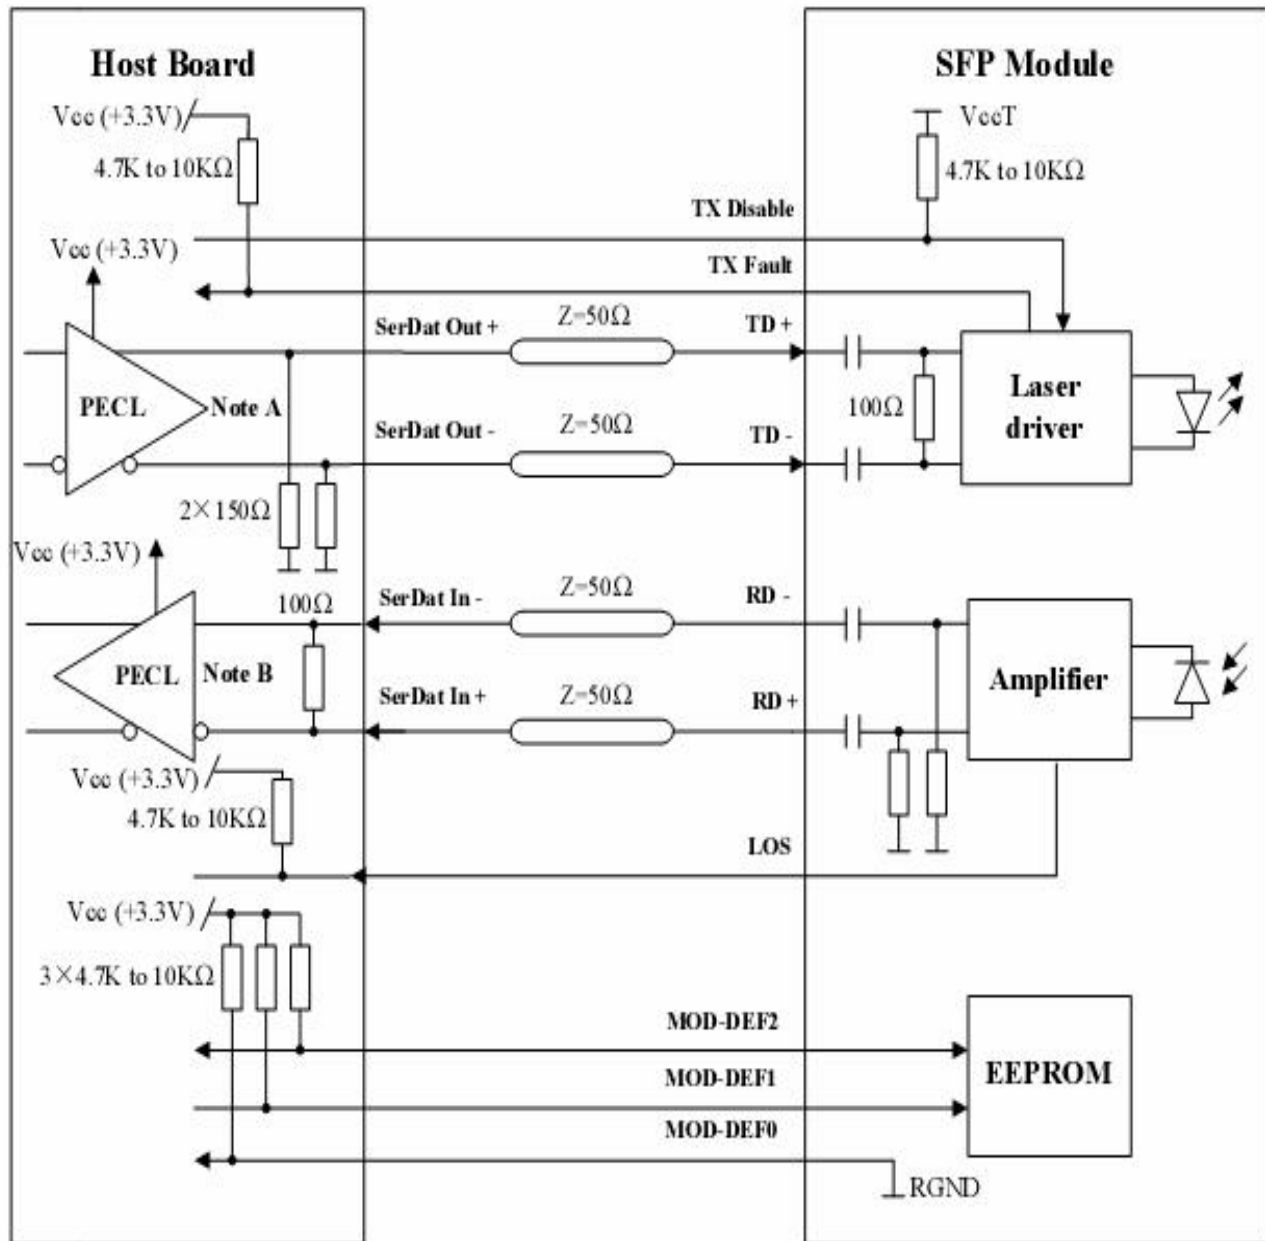 Host Board
SFP Module
Vcc (+3.3V)
VccT
4.7K to 10KΩ
4.7K to 10KΩ
TX Disable
Vcc (+3.3V)
TX Fault
SerDat Out +
Z=50Ω
TD +
PECL
Note A
100Ω
Laser
driver
SerDat Out -
Z=50Ω
TD -
2×150Ω
Vcc (+3.3V)
100Ω
SerDat In -
Z=50Ω
RD -
PECL
Note B
Amplifier
SerDat In +
Z=50Ω
RD +
Vcc (+3.3V)
4.7K to 10KΩ
LOS
Vcc (+3.3V)
3×4.7K to 10KΩ
MOD-DEF2
EEPROM
MOD-DEF1
MOD-DEF0
RGND